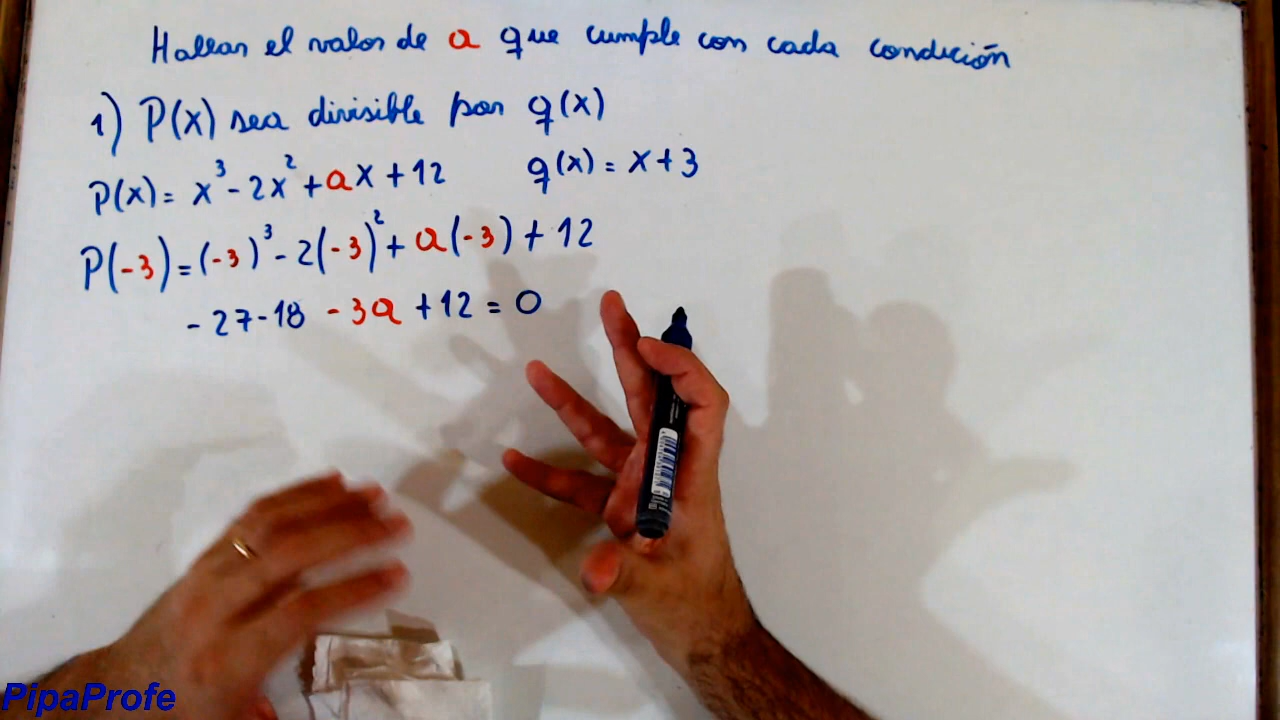 Hallar el valor de a que cumple con cada condición
1) P(x) sea divisible por q(x)
P(x) = x³ - 2x² + ax + 12 q(x) = x + 3
P(-3) = (-3)³ - 2(-3)² + a(-3) + 12
- 27 - 18 - 3a + 12 = 0
PipaProfe